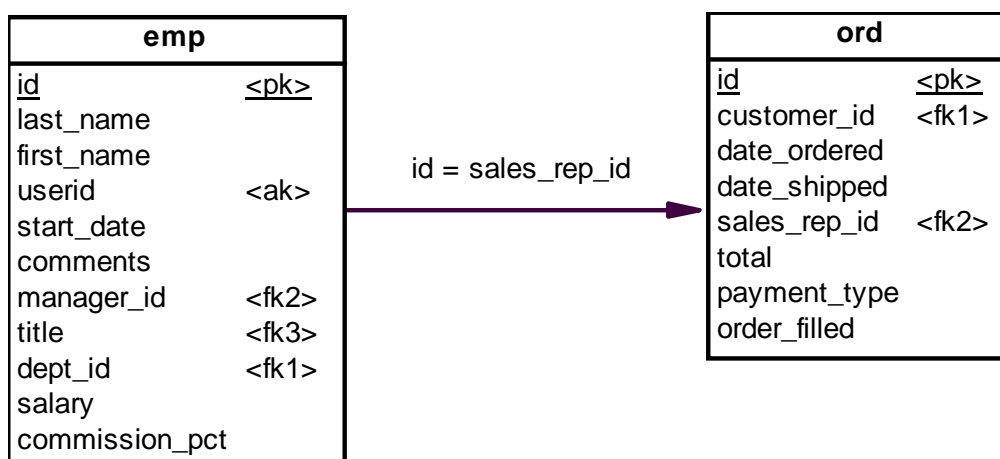 emp
id <pk>
last_name
first_name
userid <ak>
start_date
comments
manager_id <fk2>
title <fk3>
dept_id <fk1>
salary
commission_pct
id = sales_rep_id
ord
id <pk>
customer_id <fk1>
date_ordered
date_shipped
sales_rep_id <fk2>
total
payment_type
order_filled